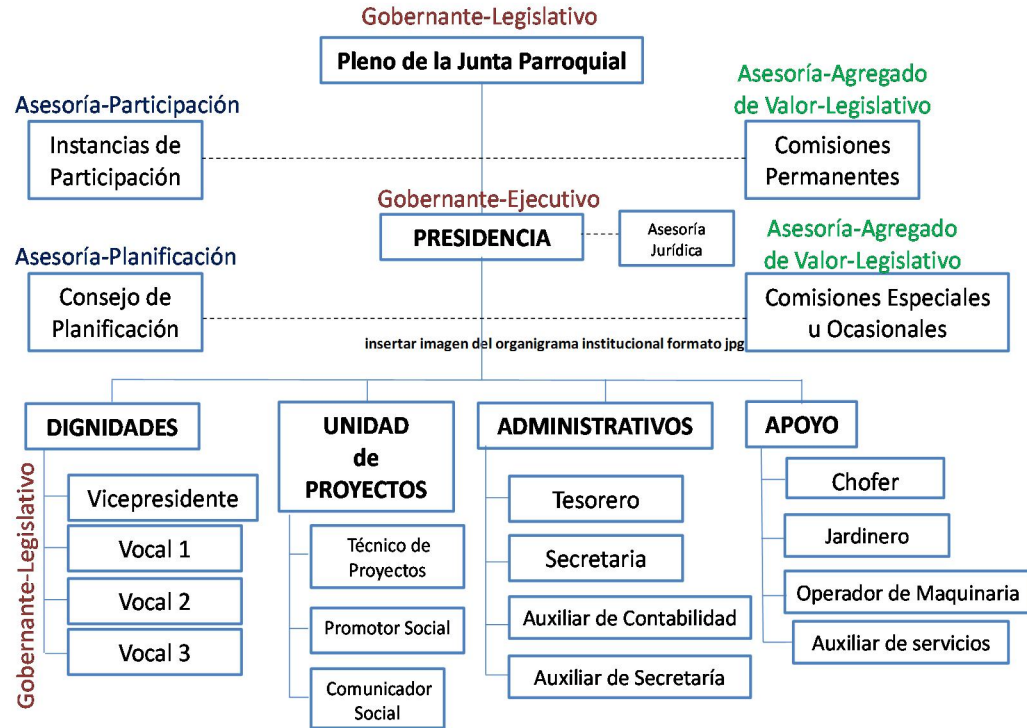 Gobernante-Legislativo
Pleno de la Junta Parroquial
Asesoría-Participación
Instancias de
Participación
Asesoría-Agregado
de Valor-Legislativo
Comisiones
Permanentes
Gobernante-Ejecutivo
PRESIDENCIA
Asesoría
Jurídica
Asesoría-Planificación
Consejo de
Planificación
Asesoría-Agregado
de Valor-Legislativo
Comisiones Especiales
u Ocasionales
insertar imagen del organigrama institucional formato jpg
Gobernante-Legislativo
DIGNIDADES
Vicepresidente
Vocal 1
Vocal 2
Vocal 3
UNIDAD
de
PROYECTOS
Técnico de
Proyectos
Promotor Social
Comunicador
Social
ADMINISTRATIVOS
Tesorero
Secretaria
Auxiliar de Contabilidad
Auxiliar de Secretaría
APOYO
Chofer
Jardinero
Operador de Maquinaria
Auxiliar de servicios